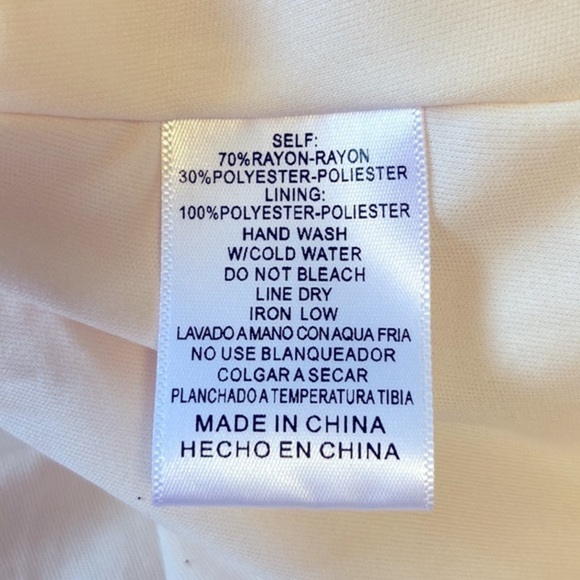 SELF:
70%RAYON-RAYON
30%POLYESTER-POLIESTER
LINING:
100%POLYESTER-POLIESTER
HAND WASH
W/COLD WATER
DO NOT BLEACH
LINE DRY
IRON LOW
LAVADO A MANO CON AQUA FRIA
NO USE BLANQUEADOR
COLGAR A SECAR
PLANCHADO A TEMPERATURA TIBIA
MADE IN CHINA
HECHO EN CHINA